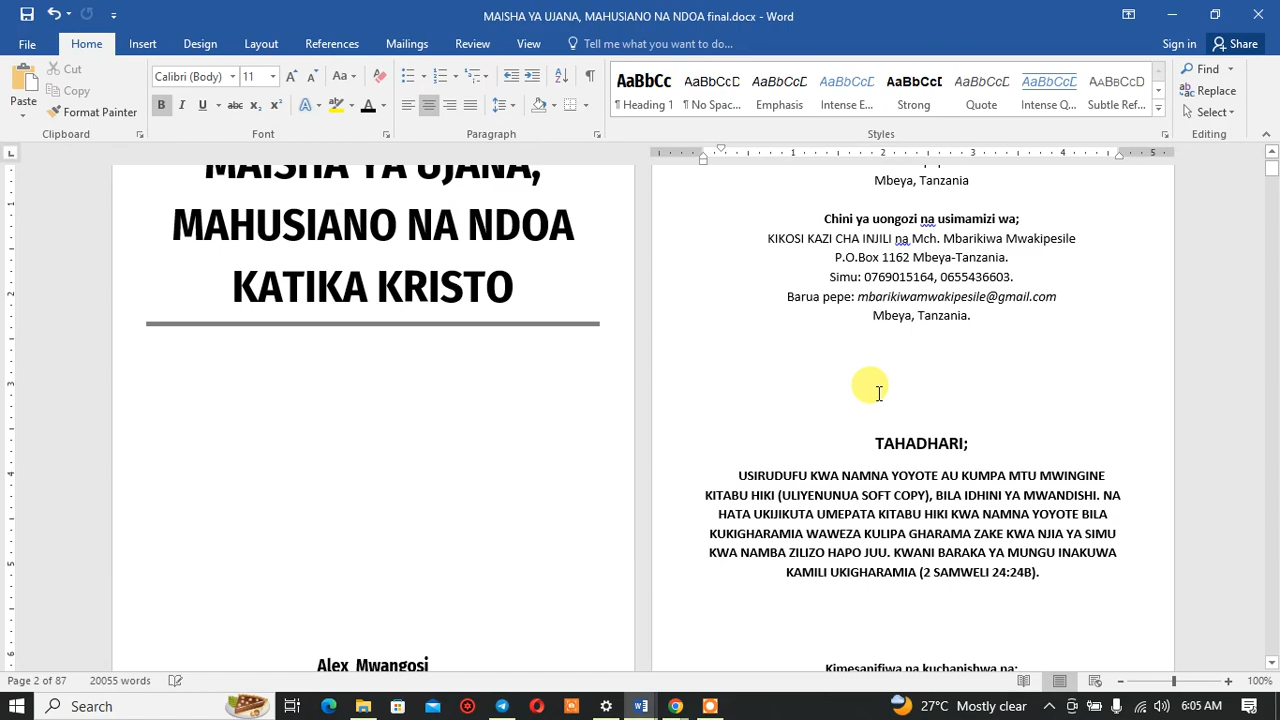 MAISHA YA UJANA, MAHUSIANO NA NDOA final.docx - Word
File
Home
Insert
Design
Layout
References
Mailings
Review
View
Tell me what you want to do...
Sign in
Share
Paste
Cut
Copy
Format Painter
Clipboard
Calibri (Body)
11
Font
Paragraph
AaBbCc
AaBbCcD
AaBbCcD
AaBbCcD
AaBbCcD
AaBbCcD
AaBbCcD
AaBbCcD
¶ Heading 1
¶ No Spac...
Emphasis
Intense E...
Strong
Quote
Intense Q...
Subtle Ref...
Styles
Find
Replace
Select
Editing
MAISHA YA UJANA,
MAHUSIANO NA NDOA
KATIKA KRISTO
Alex Mwangosi
Mbeya, Tanzania
Chini ya uongozi na usimamizi wa;
KIKOSI KAZI CHA INJILI na Mch. Mbarikiwa Mwakipesile
P.O.Box 1162 Mbeya-Tanzania.
Simu: 0769015164, 0655436603.
Barua pepe: mbarikiwamwakipesile@gmail.com
Mbeya, Tanzania.
TAHADHARI;
USIRUDUFU KWA NAMNA YOYOTE AU KUMPA MTU MWINGINE
KITABU HIKI (ULIYENUNUA SOFT COPY), BILA IDHINI YA MWANDISHI. NA
HATA UKIJIKUTA UMEPATA KITABU HIKI KWA NAMNA YOYOTE BILA
KUKIGHARAMIA WAWEZA KULIPA GHARAMA ZAKE KWA NJIA YA SIMU
KWA NAMBA ZILIZO HAPO JUU. KWANI BARAKA YA MUNGU INAKUWA
KAMILI UKIGHARAMIA (2 SAMWELI 24:24B).
Kimesanifiwa na kuchapishwa na:
Page 2 of 87
20055 words
100%
Search
27°C Mostly clear
6:05 AM